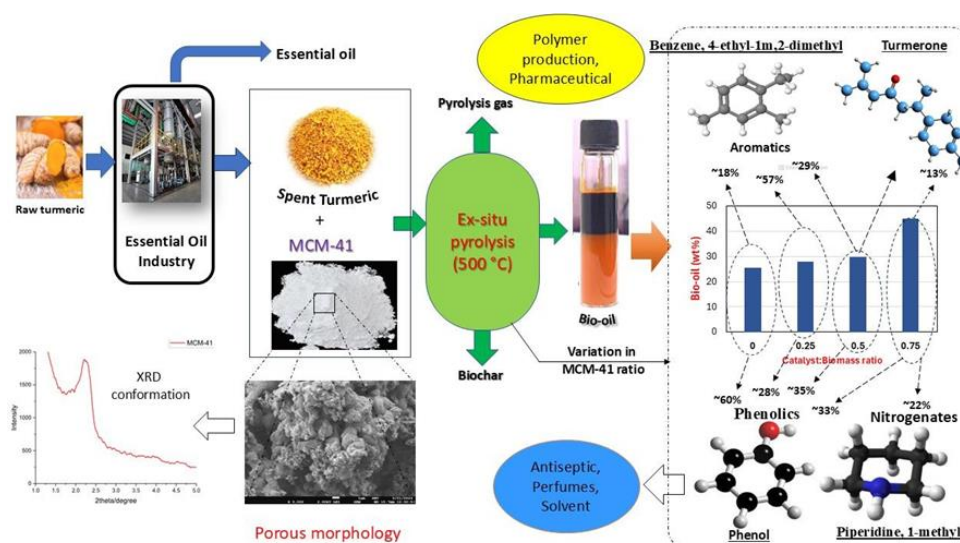 Essential oil
Raw turmeric
Essential Oil
Industry
Spent Turmeric
+
MCM-41
Pyrolysis gas
Ex-situ
pyrolysis
(500 °C)
Biochar
Polymer
production,
Pharmaceutical
Bio-oil
Variation in
MCM-41 ratio
Benzene, 4-ethyl-1m,2-dimethyl
Turmerone
Aromatics
~18%
~57%
~29%
~13%
Bio-oil (wt%)
50
40
30
20
10
0
0
0.25
0.5
0.75
Catalyst:Biomass ratio
~60%
~28%
~35%
~33%
~22%
Phenolics
Nitrogenates
Phenol
Piperidine, 1-methyl
Antiseptic,
Perfumes,
Solvent
MCM-41
XRD
conformation
Intensity
2000
1500
1000
500
0
1.0 1.5 2.0 2.5 3.0 3.5 4.0 4.5 5.0
2theta/degree
Porous morphology